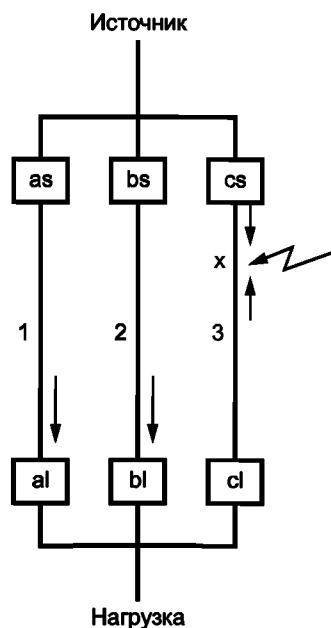 Источник
as bs cs
x
1 2 3
al bl cl
Нагрузка